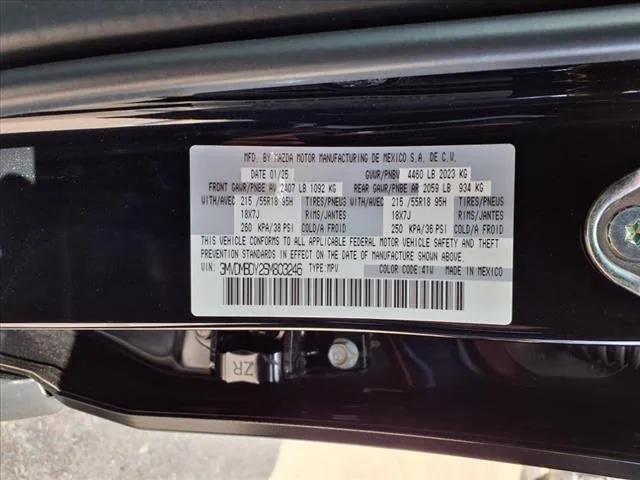 MFD. BY MAZDA MOTOR MANUFACTURING DE MEXICO S.A. DE C.V.
DATE 01/25 GVWR/PNBV 4460 LB 2023 KG
FRONT GAWR/PNBE AV 2407 LB 1092 KG REAR GAWR/PNBE AR 2059 LB 934 KG
WITH/AVEC 215 /55R18 95H TIRES/PNEUS WITH/AVEC 215 /55R18 95H TIRES/PNEUS
18X7J RIMS/JANTES 18X7J RIMS/JANTES
260 KPA/38 PSI COLD/A FROID 250 KPA/36 PSI COLD/A FROID
THIS VEHICLE CONFORMS TO ALL APPLICABLE FEDERAL MOTOR VEHICLE SAFETY AND THEFT
PREVENTION STANDARDS IN EFFECT ON THE DATE OF MANUFACTURE SHOWN ABOVE.
VIN: 3MVDMBDY2SM803246 TYPE: MPV COLOR CODE: 41W MADE IN MEXICO
ZR